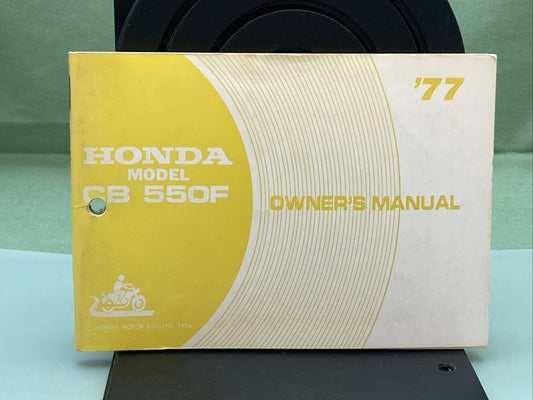 '77
HONDA
MODEL
CB 550F
OWNER'S MANUAL
© HONDA MOTOR CO., LTD. 1976